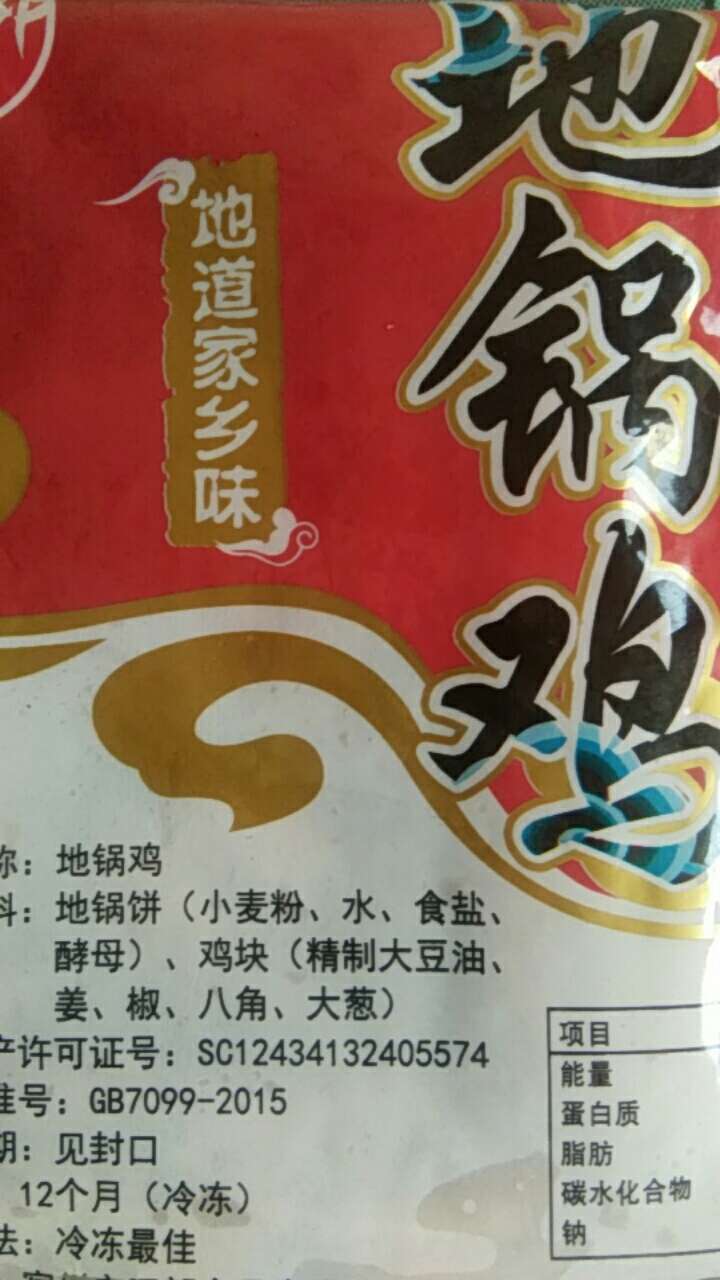 地锅鸡
地道家乡味
称：地锅鸡
料：地锅饼（小麦粉、水、食盐、
酵母）、鸡块（精制大豆油、
姜、椒、八角、大葱）
产许可证号：SC12434132405574
准号：GB7099-2015
期：见封口
12个月（冷冻）
法：冷冻最佳
项目
能量
蛋白质
脂肪
碳水化合物
钠